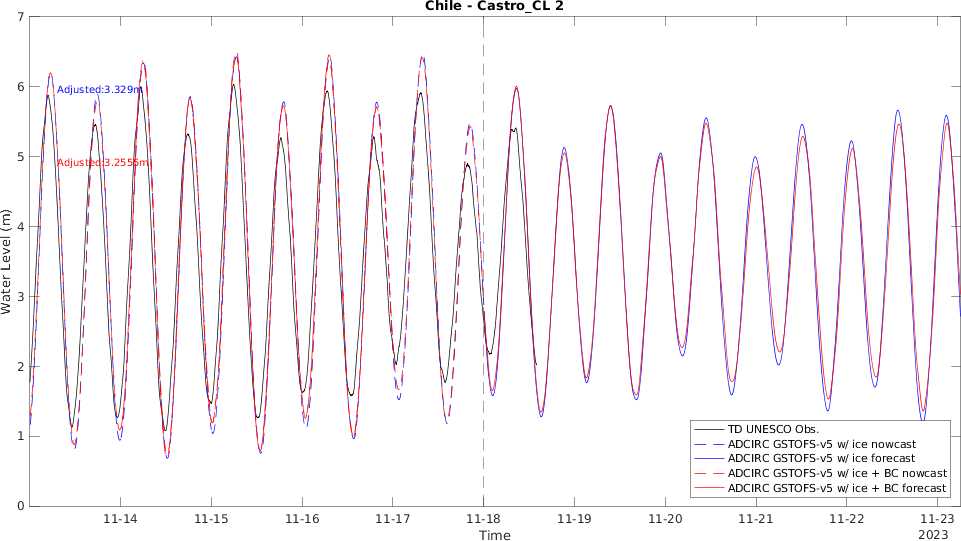 Chile - Castro_CL 2
7
6
5
4
3
2
1
0
Water Level (m)
Adjusted:3.329m
Adjusted:3.2555m
TD UNESCO Obs.
ADCIRC GSTOFS-v5 w/ ice nowcast
ADCIRC GSTOFS-v5 w/ ice forecast
ADCIRC GSTOFS-v5 w/ ice + BC nowcast
ADCIRC GSTOFS-v5 w/ ice + BC forecast
11-14 11-15 11-16 11-17 11-18 11-19 11-20 11-21 11-22 11-23
Time
2023